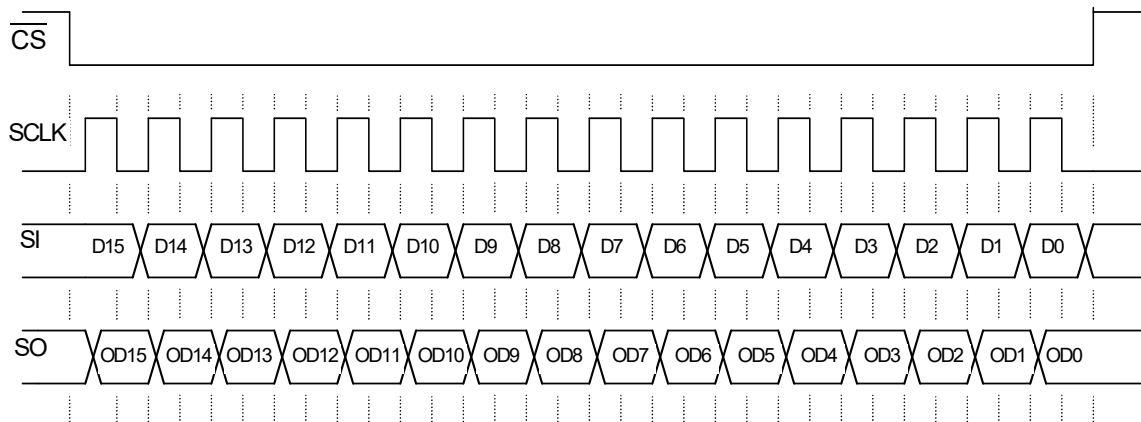 CS
SCLK
SI D15 D14 D13 D12 D11 D10 D9 D8 D7 D6 D5 D4 D3 D2 D1 D0
SO OD15 OD14 OD13 OD12 OD11 OD10 OD9 OD8 OD7 OD6 OD5 OD4 OD3 OD2 OD1 OD0